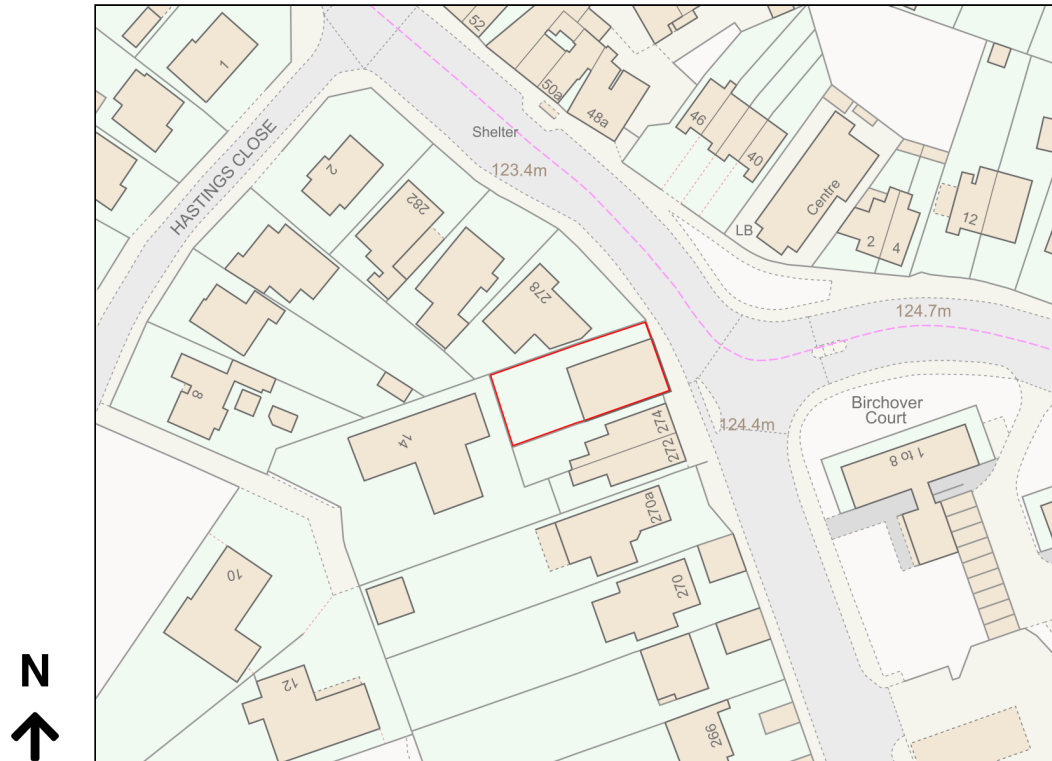 52
1
50a
48a
46
Shelter
40
HASTINGS CLOSE
2
123.4m
282
Centre
12
LB
2
4
278
124.7m
8
Birchover
Court
274
124.4m
14
272
1 to 8
270a
10
270
12
266
N